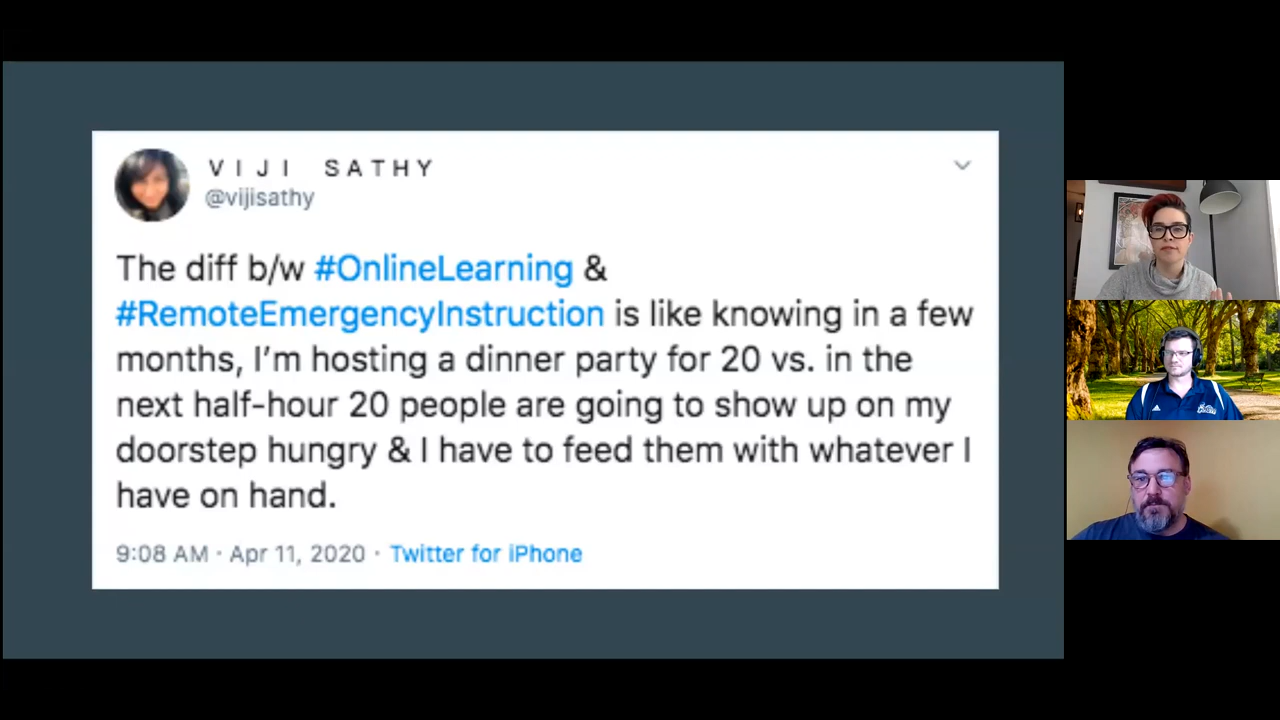 VIJI SATHY
@vijisathy
The diff b/w #OnlineLearning &
#RemoteEmergencyInstruction is like knowing in a few
months, I’m hosting a dinner party for 20 vs. in the
next half-hour 20 people are going to show up on my
doorstep hungry & I have to feed them with whatever I
have on hand.
9:08 AM · Apr 11, 2020 · Twitter for iPhone